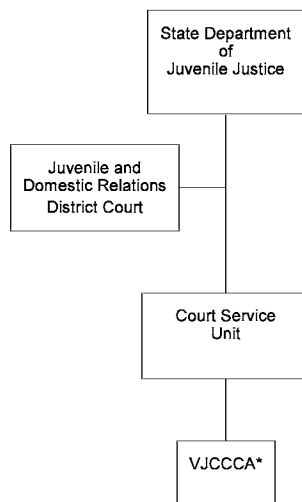 State Department
of
Juvenile Justice
Juvenile and
Domestic Relations
District Court
Court Service
Unit
VJCCCA*